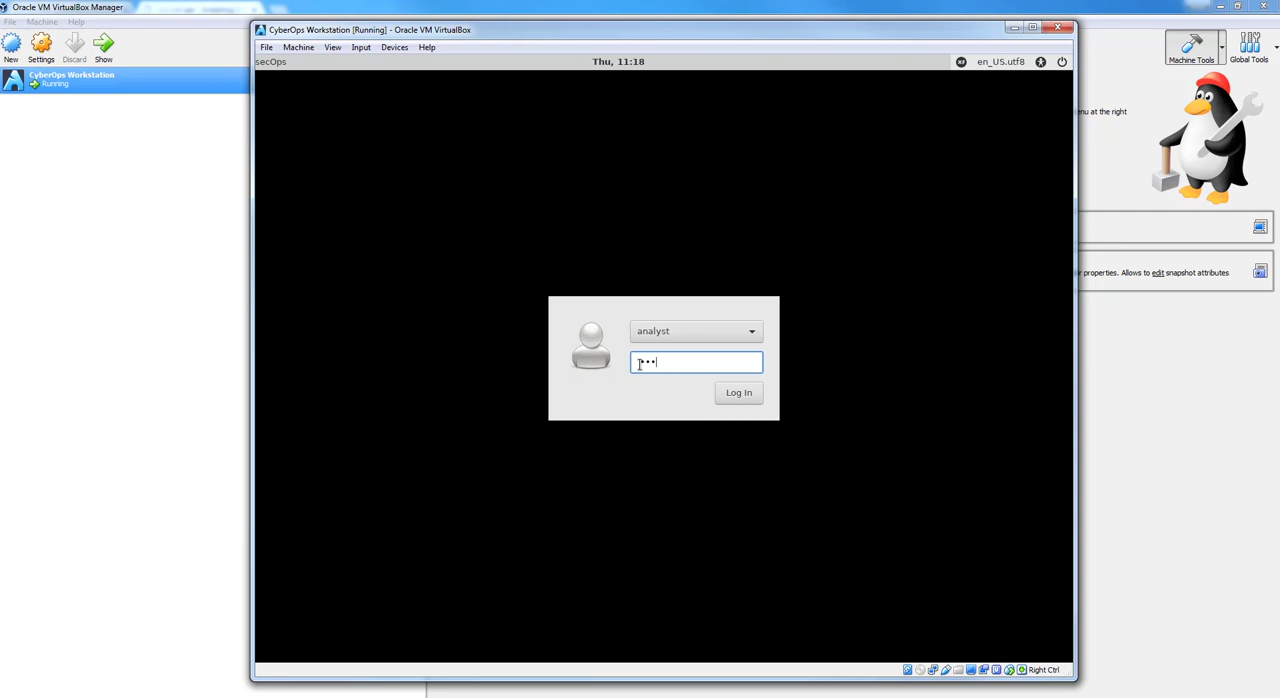 Oracle VM VirtualBox Manager
File Machine Help
New Settings Discard Show
CyberOps Workstation
Running
CyberOps Workstation [Running] - Oracle VM VirtualBox
File Machine View Input Devices Help
secOps
Thu, 11:18
en_US.utf8
analyst
•••
Log In
Right Ctrl
Machine Tools
Global Tools
enu at the right
r properties. Allows to edit snapshot attributes